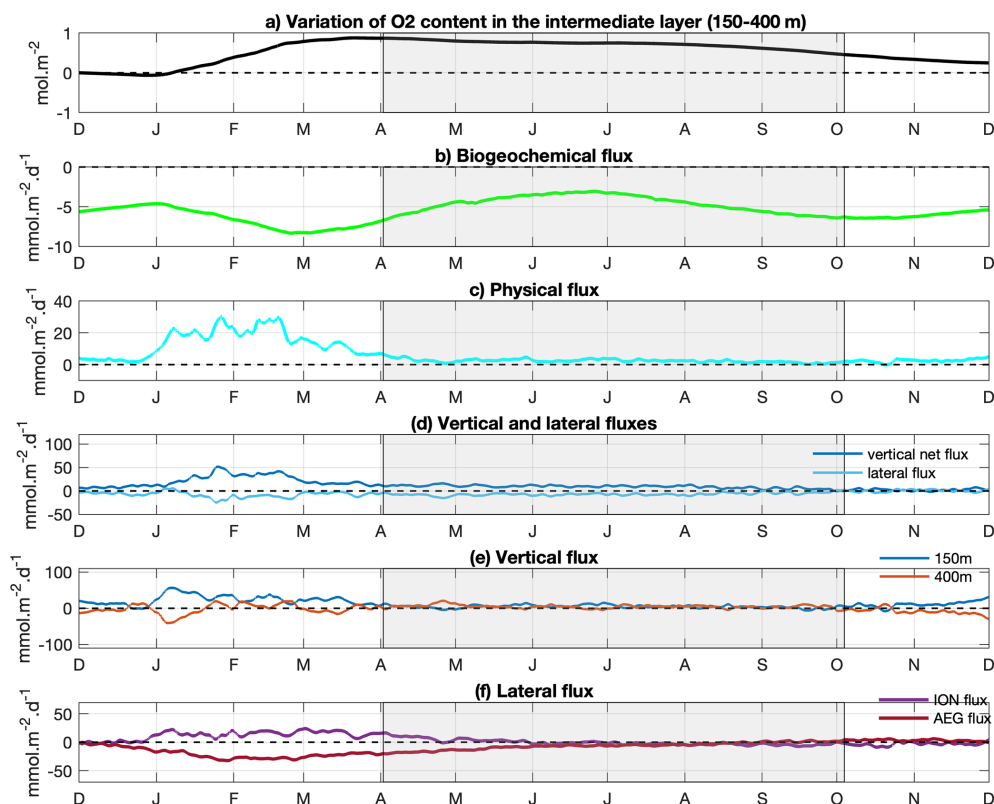 a) Variation of O2 content in the intermediate layer (150-400 m)
mol.m-2
1
0
-1
D J F M A M J J A S O N D
b) Biogeochemical flux
mmol.m-2.d-1
0
-5
-10
D J F M A M J J A S O N D
c) Physical flux
mmol.m-2.d-1
40
20
0
D J F M A M J J A S O N D
(d) Vertical and lateral fluxes
mmol.m-2.d-1
100
50
0
-50
vertical net flux
lateral flux
D J F M A M J J A S O N D
(e) Vertical flux
mmol.m-2.d-1
100
0
-100
150m
400m
D J F M A M J J A S O N D
(f) Lateral flux
mmol.m-2.d-1
50
0
-50
ION flux
AEG flux
D J F M A M J J A S O N D